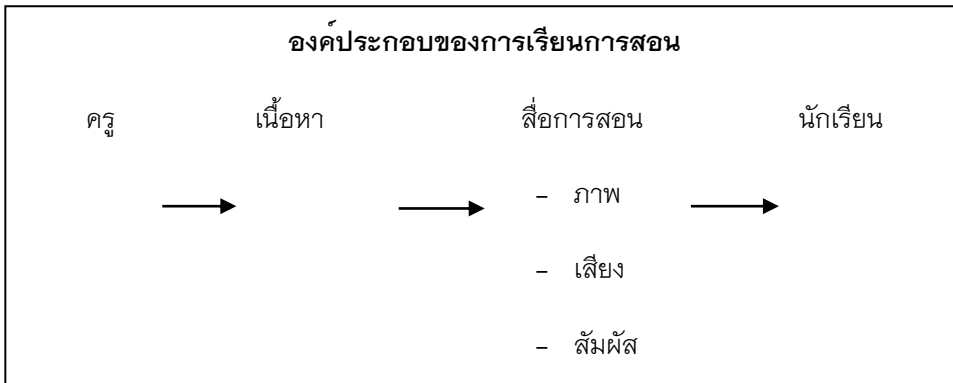 องค์ประกอบของการเรียนการสอน
ครู เนื้อหา สื่อการสอน นักเรียน
– ภาพ
– เสียง
– สัมผัส